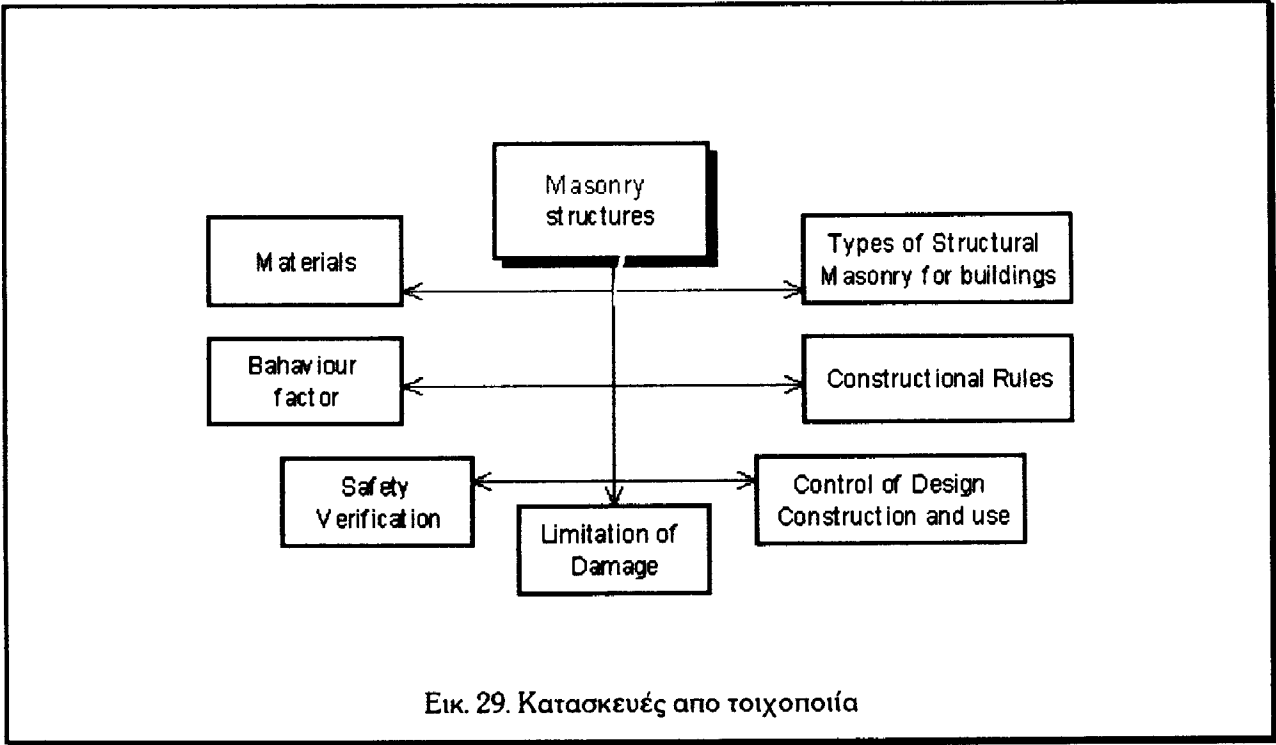 Masonry
structures
Materials
Types of Structural
Masonry for buildings
Bahaviour
factor
Constructional Rules
Safety
Verification
Control of Design
Construction and use
Limitation of
Damage
Εικ. 29. Κατασκευές απο τοιχοποιία